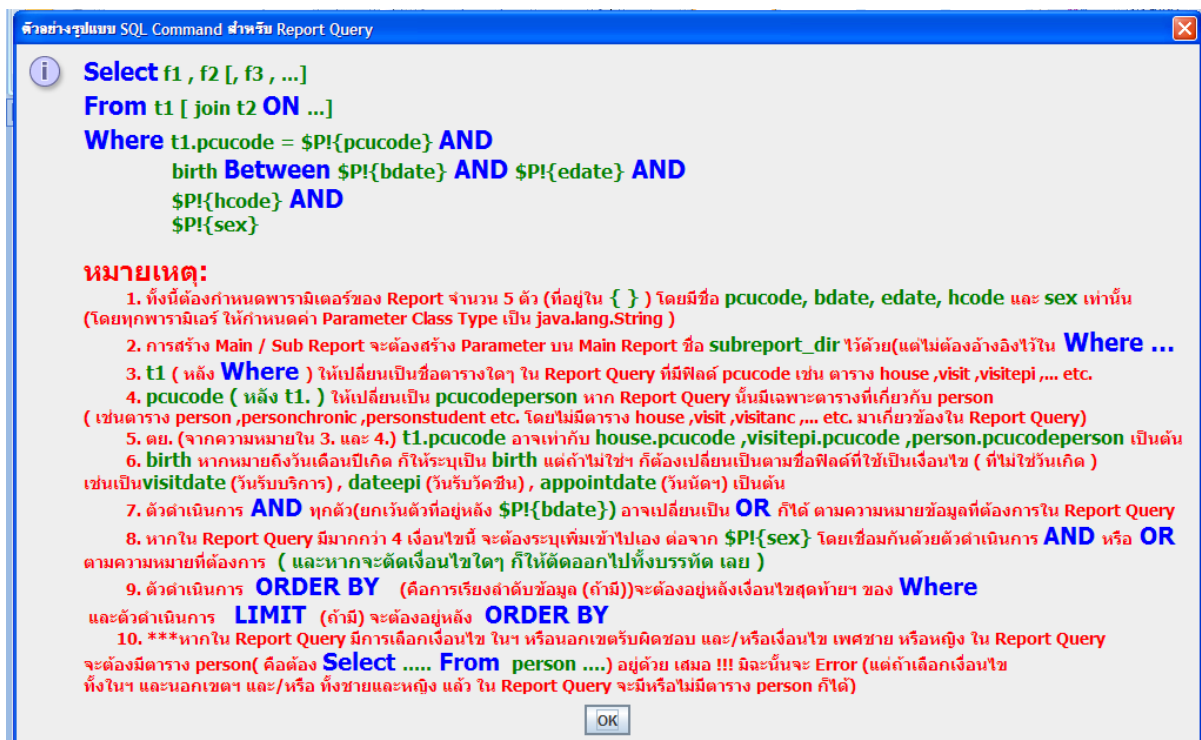 ตัวอย่างรูปแบบ SQL Command สำหรับ Report Query
Select f1 , f2 [, f3 , ...]
From t1 [ join t2 ON ...]
Where t1.pcucode = $P!{pcucode} AND
birth Between $P!{bdate} AND $P!{edate} AND
$P!{hcode} AND
$P!{sex}
หมายเหตุ:
1. ทั้งนี้ต้องกำหนดพารามิเตอร์ของ Report จำนวน 5 ตัว (ที่อยู่ใน { } ) โดยมีชื่อ pcucode, bdate, edate, hcode และ sex เท่านั้น
(โดยทุกพารามิเอร์ ให้กำหนดค่า Parameter Class Type เป็น java.lang.String )
2. การสร้าง Main / Sub Report จะต้องสร้าง Parameter บน Main Report ชื่อ subreport_dir ไว้ด้วย(แต่ไม่ต้องอ้างอิงไว้ใน Where ...
3. t1 ( หลัง Where ) ให้เปลี่ยนเป็นชื่อตารางใดๆ ใน Report Query ที่มีฟิลด์ pcucode เช่น ตาราง house ,visit ,visitepi ,... etc.
4. pcucode ( หลัง t1. ) ให้เปลี่ยนเป็น pcucodeperson หาก Report Query นั้นมีเฉพาะตารางที่เกี่ยวกับ person
( เช่นตาราง person ,personchronic ,personstudent etc. โดยไม่มีตาราง house ,visit ,visitanc ,... etc. มาเกี่ยวข้องใน Report Query)
5. ตย. (จากความหมายใน 3. และ 4.) t1.pcucode อาจเท่ากับ house.pcucode ,visitepi.pcucode ,person.pcucodeperson เป็นต้น
6. birth หากหมายถึงวันเดือนปีเกิด ก็ให้ระบุเป็น birth แต่ถ้าไม่ใช่ฯ ก็ต้องเปลี่ยนเป็นตามชื่อฟิลด์ที่ใช้เป็นเงื่อนไข ( ที่ไม่ใช่วันเกิด )
เช่นเป็นvisitdate (วันรับบริการ) , dateepi (วันรับวัคซีน) , appointdate (วันนัดฯ) เป็นต้น
7. ตัวดำเนินการ AND ทุกตัว(ยกเว้นตัวที่อยู่หลัง $P!{bdate}) อาจเปลี่ยนเป็น OR ก็ได้ ตามความหมายข้อมูลที่ต้องการใน Report Query
8. หากใน Report Query มีมากกว่า 4 เงื่อนไขนี้ จะต้องระบุเพิ่มเข้าไปเอง ต่อจาก $P!{sex} โดยเชื่อมกันด้วยตัวดำเนินการ AND หรือ OR
ตามความหมายที่ต้องการ ( และหากจะตัดเงื่อนไขใดๆ ก็ให้ตัดออกไปทั้งบรรทัด เลย )
9. ตัวดำเนินการ ORDER BY (คือการเรียงลำดับข้อมูล (ถ้ามี))จะต้องอยู่หลังเงื่อนไขสุดท้ายฯ ของ Where
และตัวดำเนินการ LIMIT (ถ้ามี) จะต้องอยู่หลัง ORDER BY
10. ***หากใน Report Query มีการเลือกเงื่อนไข ในฯ หรือนอกเขตรับผิดชอบ และ/หรือเงื่อนไข เพศชาย หรือหญิง ใน Report Query
จะต้องมีตาราง person( คือต้อง Select ..... From person ....) อยู่ด้วย เสมอ !!! มิฉะนั้นจะ Error (แต่ถ้าเลือกเงื่อนไข
ทั้งในฯ และนอกเขตฯ และ/หรือ ทั้งชายและหญิง แล้ว ใน Report Query จะมีหรือไม่มีตาราง person ก็ได้)
OK